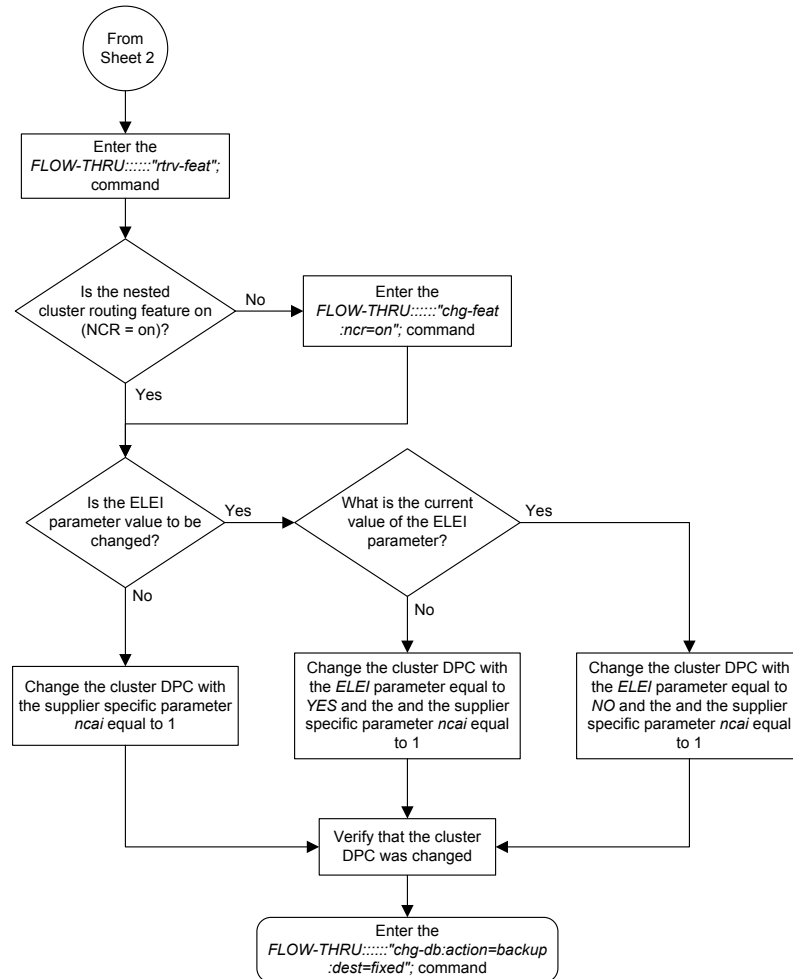 From
Sheet 2
Enter the
FLOW-THRU::::::"rtrv-feat";
command
Is the nested
cluster routing feature on
(NCR = on)?
No
Enter the
FLOW-THRU::::::"chg-feat
:ncr=on"; command
Yes
Is the ELEI
parameter value to be
changed?
Yes
What is the current
value of the ELEI
parameter?
Yes
No
No
Change the cluster DPC with
the supplier specific parameter
ncai equal to 1
Change the cluster DPC with
the ELEI parameter equal to
YES and the and the supplier
specific parameter ncai equal
to 1
Change the cluster DPC with
the ELEI parameter equal to
NO and the and the supplier
specific parameter ncai equal
to 1
Verify that the cluster
DPC was changed
Enter the
FLOW-THRU::::::"chg-db:action=backup
:dest=fixed"; command